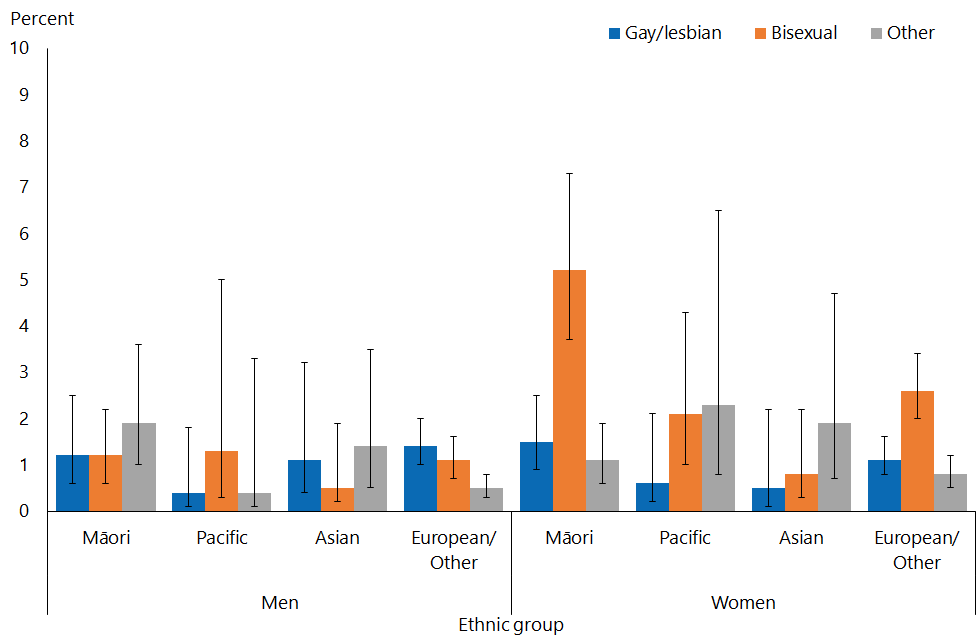 Percent
Gay/lesbian Bisexual Other
10
9
8
7
6
5
4
3
2
1
0
Māori Pacific Asian European/ Other Māori Pacific Asian European/ Other
Men Women
Ethnic group